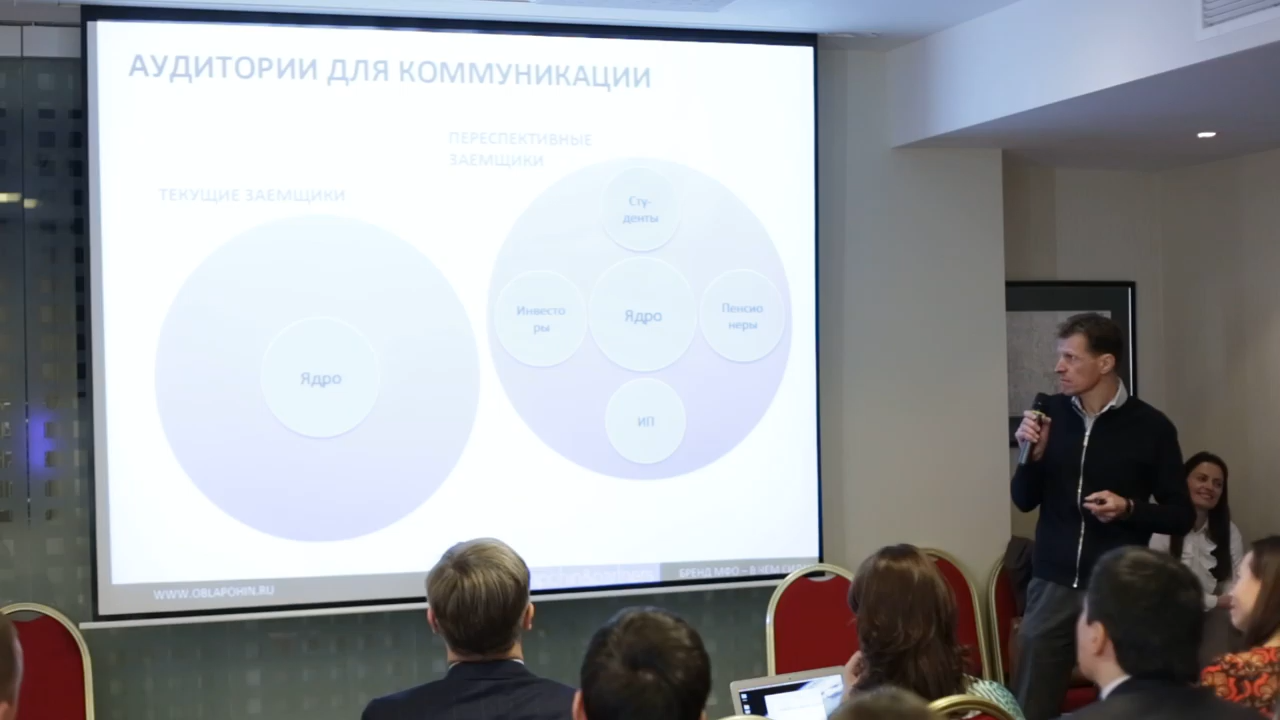 АУДИТОРИИ ДЛЯ КОММУНИКАЦИИ
ПЕРЕСПЕКТИВНЫЕ
ЗАЕМЩИКИ
ТЕКУЩИЕ ЗАЕМЩИКИ
Сту-
денты
Инвесто
ры
Ядро
Пенсио
неры
Ядро
ИП
WWW.OBLAPOHIN.RU
БРЕНД МФО – В ЧЕМ